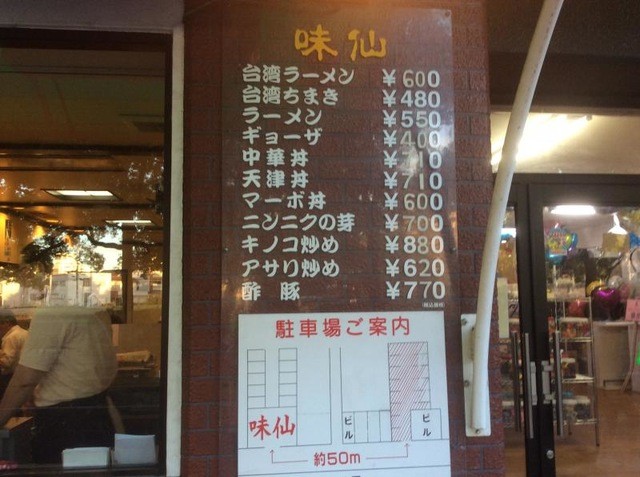 味仙
台湾ラーメン ¥600
台湾ちまき ¥480
ラーメン ¥550
ギョーザ ¥400
中華丼 ¥710
天津丼 ¥710
マーボ丼 ¥600
ニンニクの芽 ¥700
キノコ炒め ¥880
アサリ炒め ¥620
酢豚 ¥770
駐車場ご案内
味仙
ビル
ビル
約50m